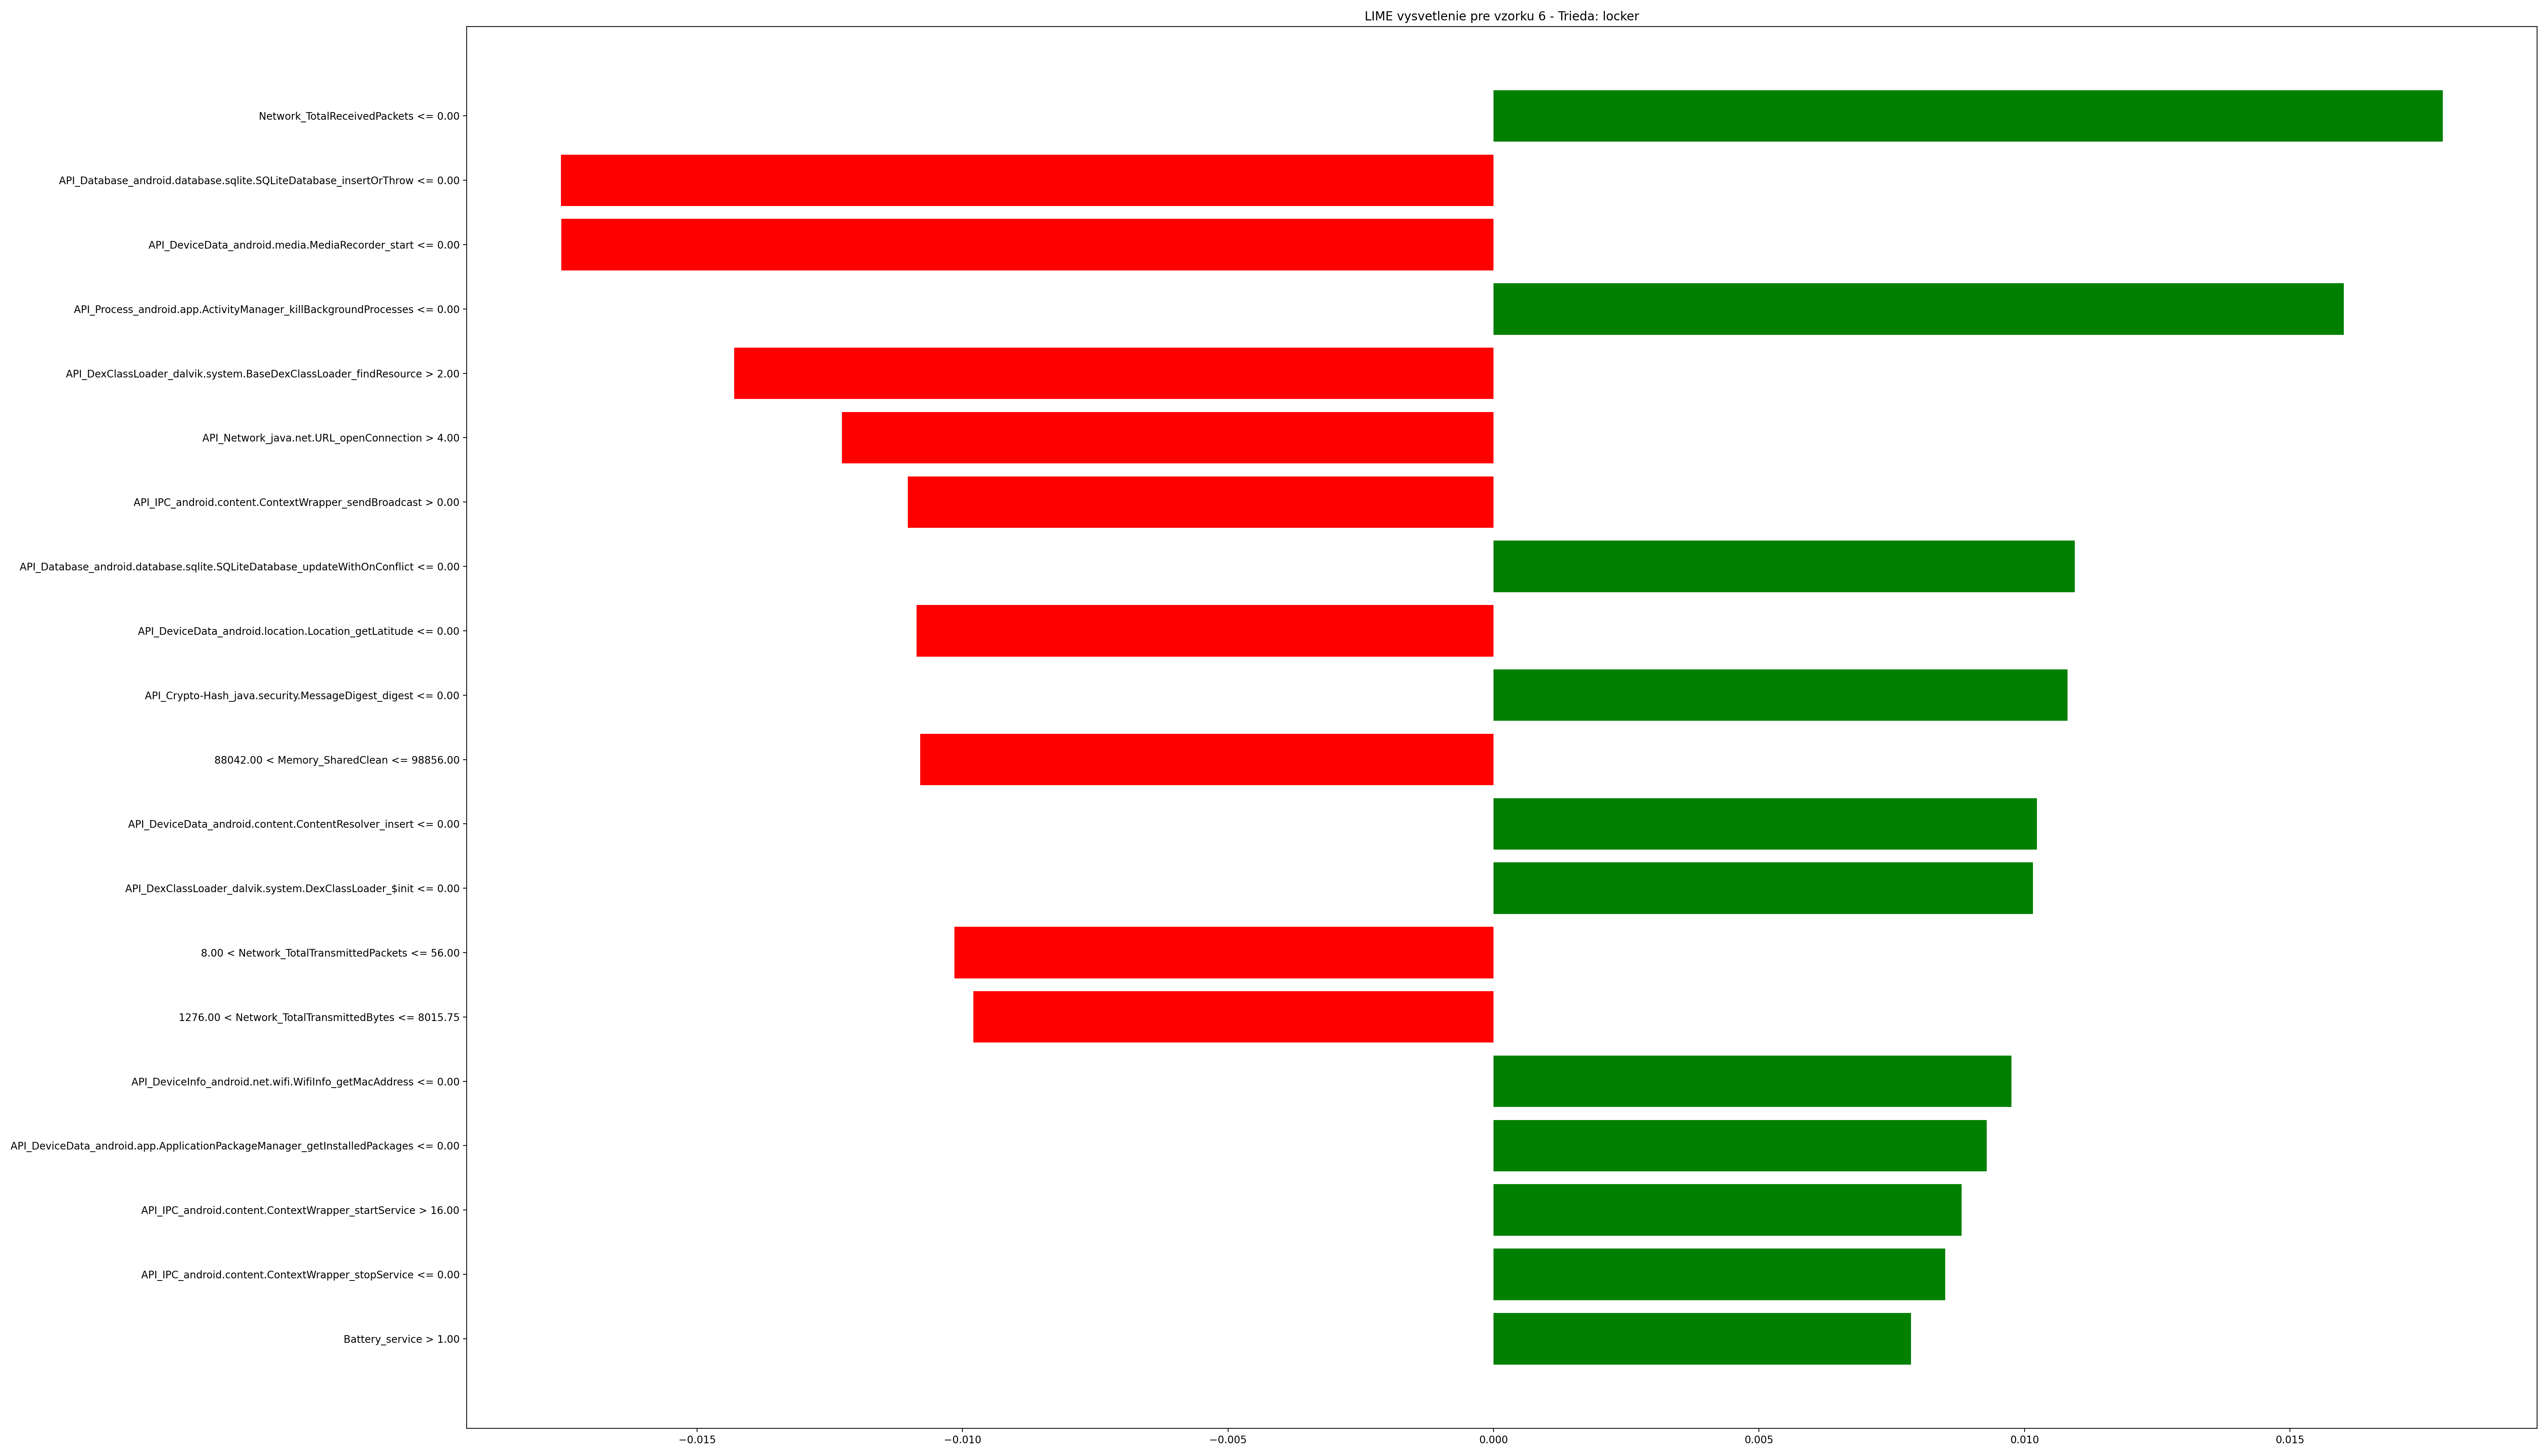 LIME vysvetlenie pre vzorku 6 - Trieda: locker
Network_TotalReceivedPackets <= 0.00
API_Database_android.database.sqlite.SQLiteDatabase_insertOrThrow <= 0.00
API_DeviceData_android.media.MediaRecorder_start <= 0.00
API_Process_android.app.ActivityManager_killBackgroundProcesses <= 0.00
API_DexClassLoader_dalvik.system.BaseDexClassLoader_findResource > 2.00
API_Network_java.net.URL_openConnection > 4.00
API_IPC_android.content.ContextWrapper_sendBroadcast > 0.00
API_Database_android.database.sqlite.SQLiteDatabase_updateWithOnConflict <= 0.00
API_DeviceData_android.location.Location_getLatitude <= 0.00
API_Crypto-Hash_java.security.MessageDigest_digest <= 0.00
88042.00 < Memory_SharedClean <= 98856.00
API_DeviceData_android.content.ContentResolver_insert <= 0.00
API_DexClassLoader_dalvik.system.DexClassLoader_$init <= 0.00
8.00 < Network_TotalTransmittedPackets <= 56.00
1276.00 < Network_TotalTransmittedBytes <= 8015.75
API_DeviceInfo_android.net.wifi.WifiInfo_getMacAddress <= 0.00
API_DeviceData_android.app.ApplicationPackageManager_getInstalledPackages <= 0.00
API_IPC_android.content.ContextWrapper_startService > 16.00
API_IPC_android.content.ContextWrapper_stopService <= 0.00
Battery_service > 1.00
−0.015 −0.010 −0.005 0.000 0.005 0.010 0.015